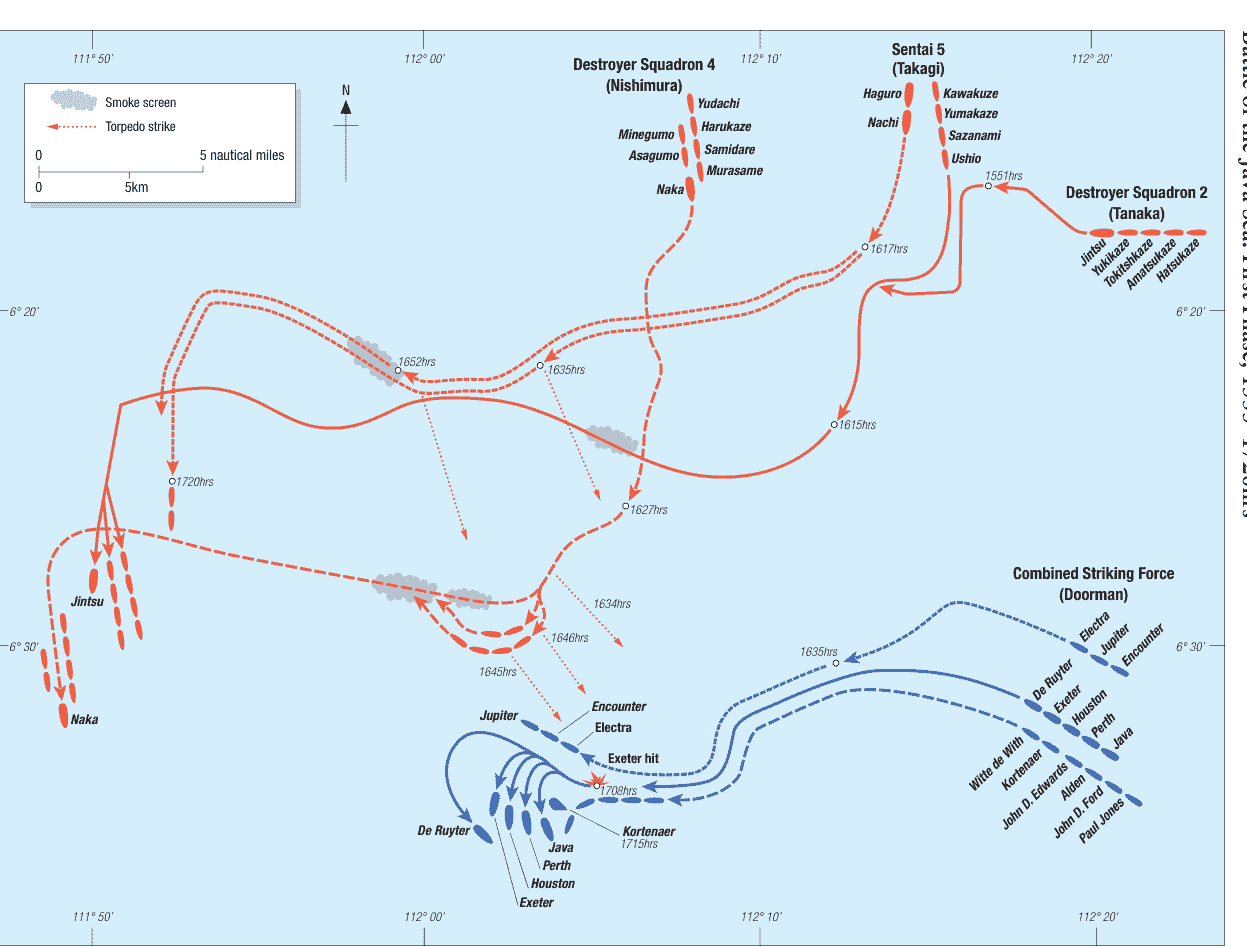 111° 50'
112° 00'
112° 10'
112° 20'
Smoke screen
Torpedo strike
0
5 nautical miles
0
5km
N
Destroyer Squadron 4
(Nishimura)
Yudachi
Harukaze
Minegumo
Samidare
Asagumo
Murasame
Naka
Sentai 5
(Takagi)
Haguro
Nachi
Kawakuze
Yumakaze
Sazanami
Ushio
1551hrs
Destroyer Squadron 2
(Tanaka)
Jintsu
Yukikaze
Tokitshkaze
Amatsukaze
Hatsukaze
1617hrs
6° 20'
6° 20'
1652hrs
1635hrs
1615hrs
1720hrs
1627hrs
Jintsu
1634hrs
1646hrs
1645hrs
Naka
6° 30'
6° 30'
Combined Striking Force
(Doorman)
Electra
Jupiter
Encounter
1635hrs
De Ruyter
Exeter
Houston
Perth
Java
Witte de With
Kortenaer
John D. Edwards
Alden
John D. Ford
Paul Jones
Encounter
Jupiter
Electra
Exeter hit
1708hrs
De Ruyter
Kortenaer
1715hrs
Java
Perth
Houston
Exeter
111° 50'
112° 00'
112° 10'
112° 20'